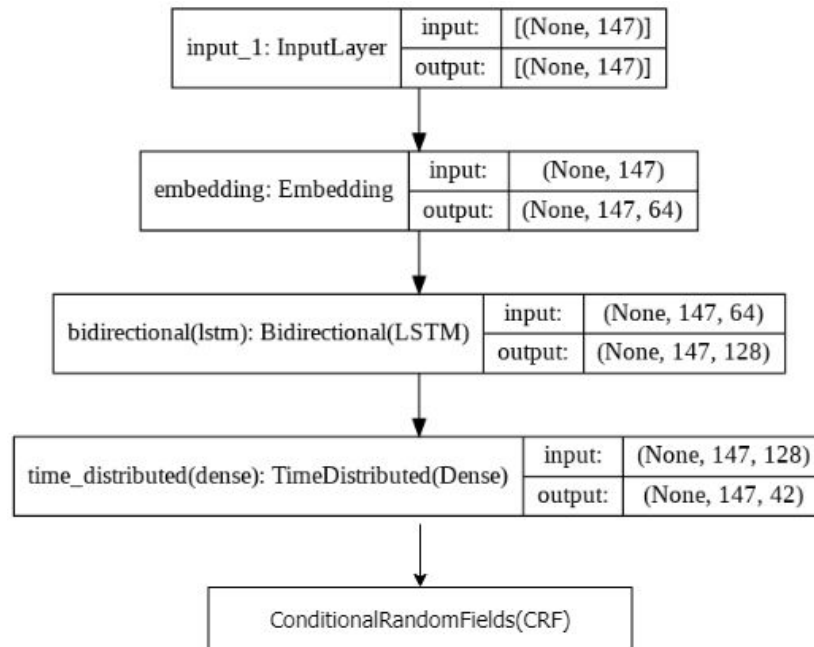 input_1: InputLayer
input: [(None, 147)]
output: [(None, 147)]
embedding: Embedding
input: (None, 147)
output: (None, 147, 64)
bidirectional(lstm): Bidirectional(LSTM)
input: (None, 147, 64)
output: (None, 147, 128)
time_distributed(dense): TimeDistributed(Dense)
input: (None, 147, 128)
output: (None, 147, 42)
ConditionalRandomFields(CRF)